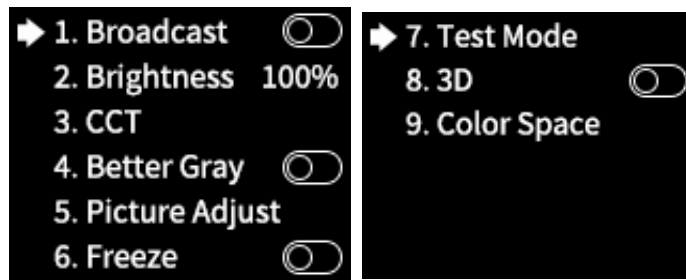 1. Broadcast
2. Brightness 100%
3. CCT
4. Better Gray
5. Picture Adjust
6. Freeze
7. Test Mode
8. 3D
9. Color Space